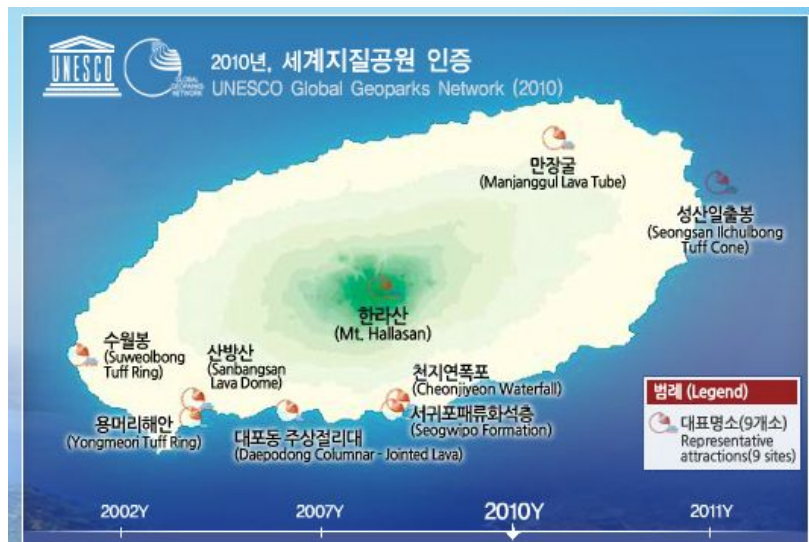 UNESCO
GLOBAL
GEOPARKS
NETWORK
2010년, 세계지질공원 인증
UNESCO Global Geoparks Network (2010)
만장굴
(Manjanggul Lava Tube)
성산일출봉
(Seongsan Ilchulbong
Tuff Cone)
한라산
(Mt. Hallasan)
수월봉
(Suweolbong
Tuff Ring)
산방산
(Sanbangsan
Lava Dome)
천지연폭포
(Cheonjiyeon Waterfall)
용머리해안
(Yongmeori Tuff Ring)
대포동 주상절리대
(Daepodong Columnar - Jointed Lava)
서귀포패류화석층
(Seogwipo Formation)
범례 (Legend)
대표명소(9개소)
Representative
attractions(9 sites)
2002Y 2007Y 2010Y 2011Y